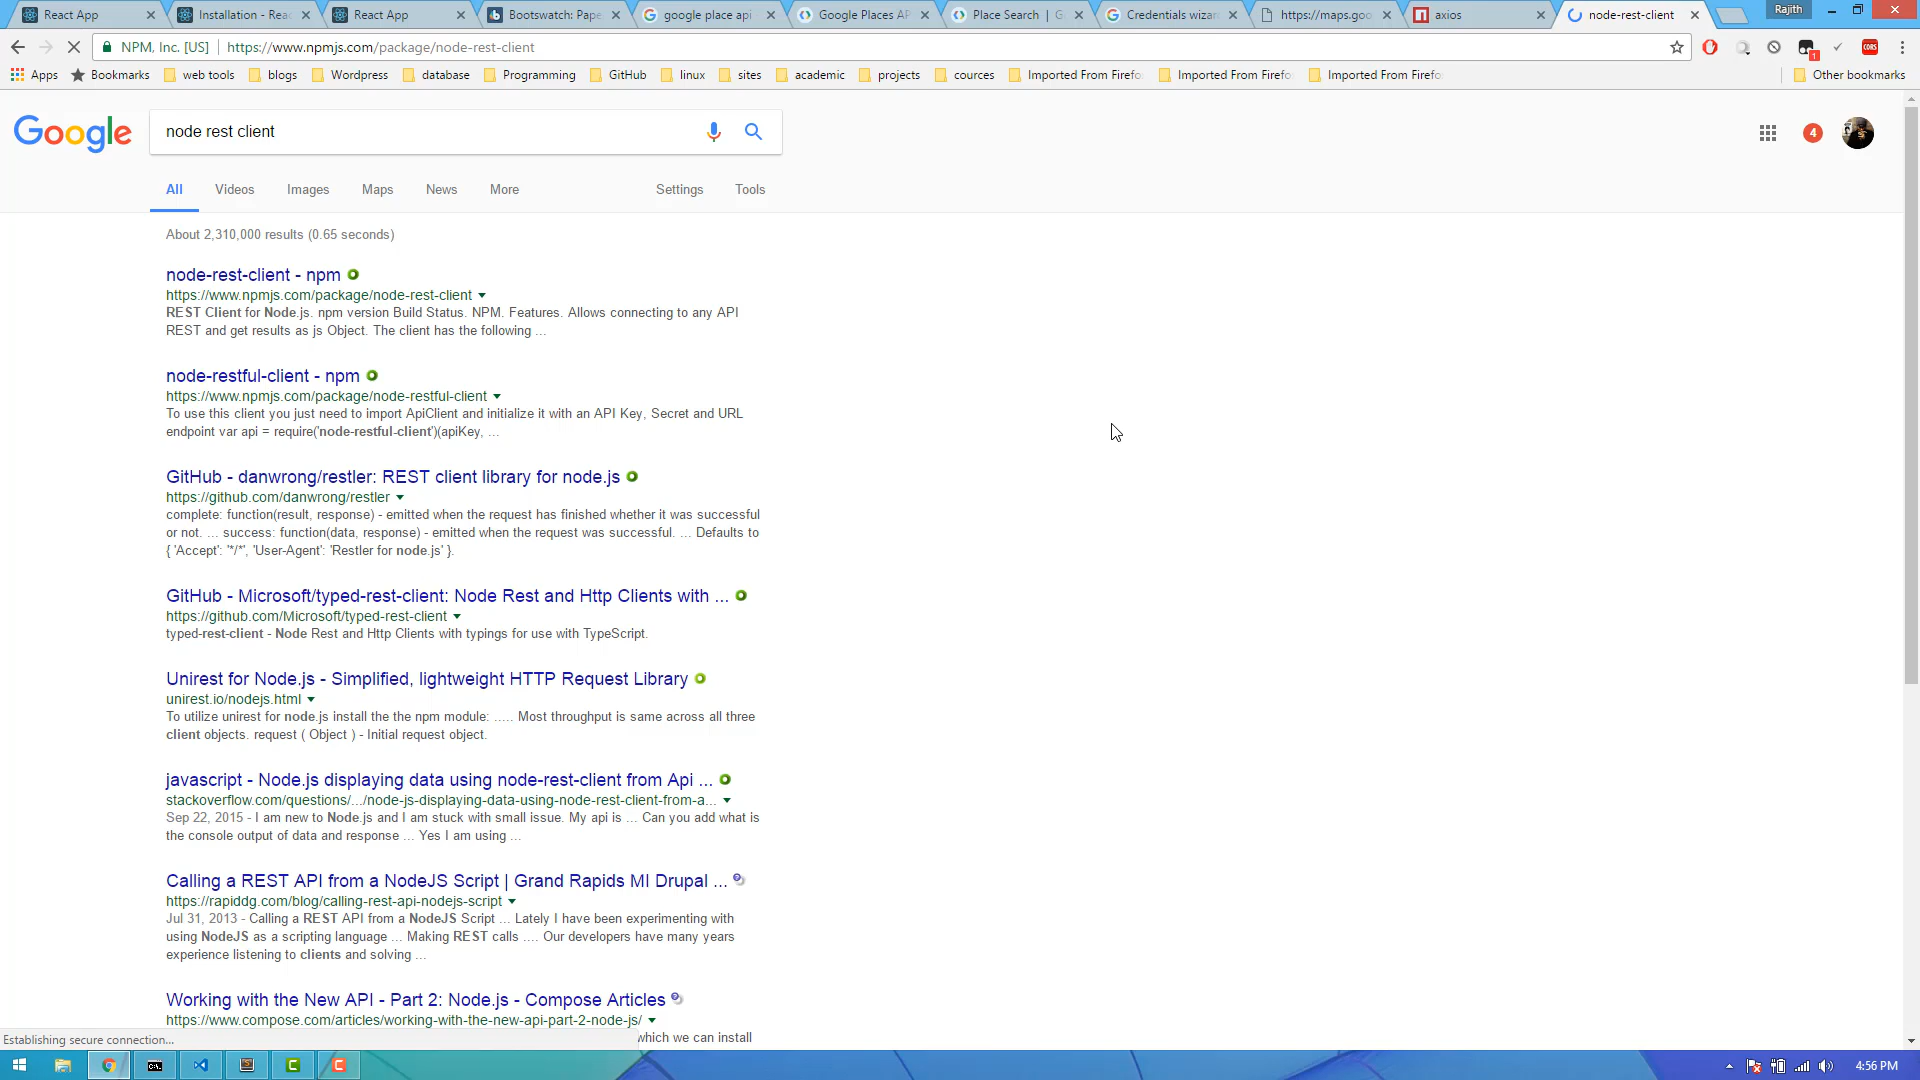 React App
Installation - Reac
React App
Bootswatch: Pape
google place api
Google Places AP
Place Search | G
Credentials wizar
https://maps.goo
axios
node-rest-client
Rajith
NPM, Inc. [US] https://www.npmjs.com/package/node-rest-client
Apps
Bookmarks
web tools
blogs
Wordpress
database
Programming
GitHub
linux
sites
academic
projects
cources
Imported From Firefo
Imported From Firefo
Imported From Firefo
Other bookmarks
Google
node rest client
4
All
Videos
Images
Maps
News
More
Settings
Tools
About 2,310,000 results (0.65 seconds)
node-rest-client - npm
https://www.npmjs.com/package/node-rest-client
REST Client for Node.js. npm version Build Status. NPM. Features. Allows connecting to any API
REST and get results as js Object. The client has the following ...
node-restful-client - npm
https://www.npmjs.com/package/node-restful-client
To use this client you just need to import ApiClient and initialize it with an API Key, Secret and URL
endpoint var api = require('node-restful-client')(apiKey, ...
GitHub - danwrong/restler: REST client library for node.js
https://github.com/danwrong/restler
complete: function(result, response) - emitted when the request has finished whether it was successful
or not. ... success: function(data, response) - emitted when the request was successful. ... Defaults to
{ 'Accept': '*/*', 'User-Agent': 'Restler for node.js' }.
GitHub - Microsoft/typed-rest-client: Node Rest and Http Clients with ...
https://github.com/Microsoft/typed-rest-client
typed-rest-client - Node Rest and Http Clients with typings for use with TypeScript.
Unirest for Node.js - Simplified, lightweight HTTP Request Library
unirest.io/nodejs.html
To utilize unirest for node.js install the the npm module: ..... Most throughput is same across all three
client objects. request ( Object ) - Initial request object.
javascript - Node.js displaying data using node-rest-client from Api ...
stackoverflow.com/questions/.../node-js-displaying-data-using-node-rest-client-from-a...
Sep 22, 2015 - I am new to Node.js and I am stuck with small issue. My api is ... Can you add what is
the console output of data and response ... Yes I am using ...
Calling a REST API from a NodeJS Script | Grand Rapids MI Drupal ...
https://rapiddg.com/blog/calling-rest-api-nodejs-script
Jul 31, 2013 - Calling a REST API from a NodeJS Script ... Lately I have been experimenting with
using NodeJS as a scripting language ... Making REST calls .... Our developers have many years
experience listening to clients and solving ...
Working with the New API - Part 2: Node.js - Compose Articles
https://www.compose.com/articles/working-with-the-new-api-part-2-node-js/
which we can install
Establishing secure connection...
4:56 PM